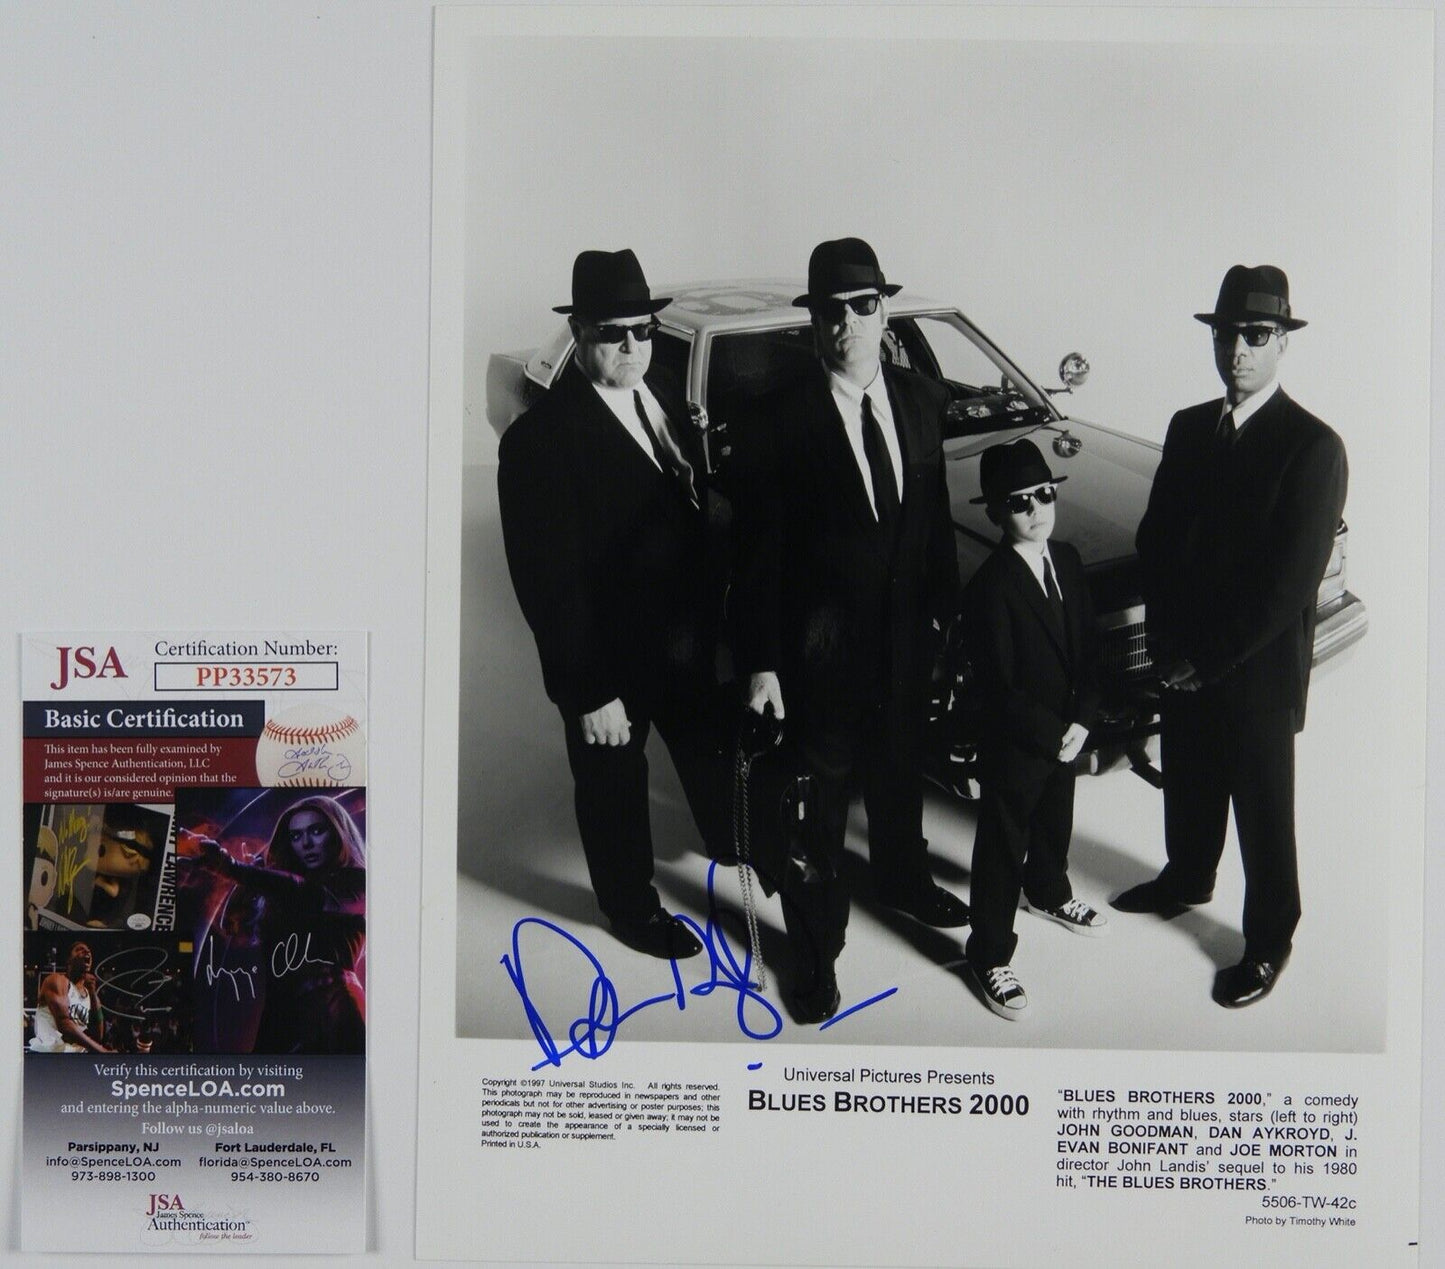 JSA
Certification Number:
PP33573
Basic Certification
This item has been fully examined by
James Spence Authentication, LLC
and it is our considered opinion that the
signature(s) is/are genuine.
LAWRENCE
Verify this certification by visiting
SpenceLOA.com
and entering the alpha-numeric value above.
Follow us @jsaloa
Parsippany, NJ
info@SpenceLOA.com
973-898-1300
Fort Lauderdale, FL
florida@SpenceLOA.com
954-380-8670
JSA
James Spence
Authentication
follow the leader
Copyright ©1997 Universal Studios Inc. All rights reserved.
This photograph may be reproduced in newspapers and other
periodicals but not for other advertising or poster purposes; this
photograph may not be sold, leased or given away; it may not be
used to create the appearance of a specially licensed or
authorized publication or supplement.
Printed in U.S.A.
Universal Pictures Presents
BLUES BROTHERS 2000
"BLUES BROTHERS 2000," a comedy
with rhythm and blues, stars (left to right)
JOHN GOODMAN, DAN AYKROYD, J.
EVAN BONIFANT and JOE MORTON in
director John Landis' sequel to his 1980
hit, "THE BLUES BROTHERS."
5506-TW-42c
Photo by Timothy White